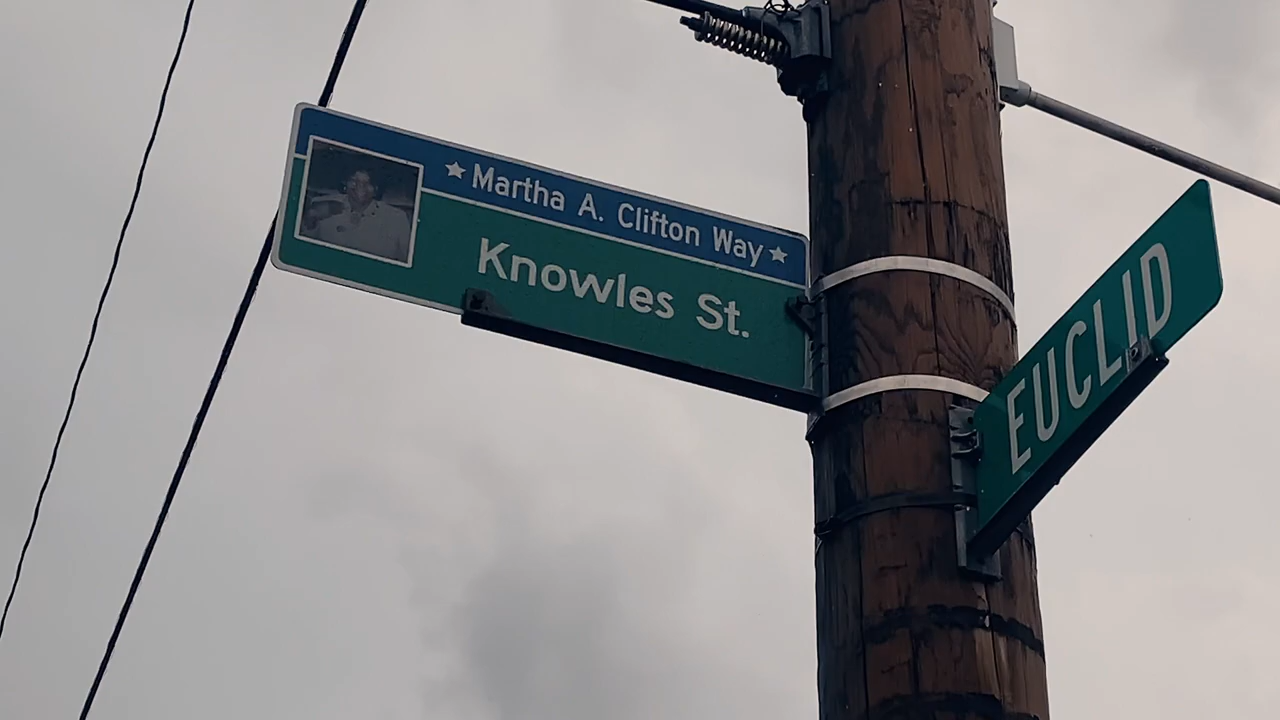 ★ Martha A. Clifton Way ★
Knowles St.
EUCLID